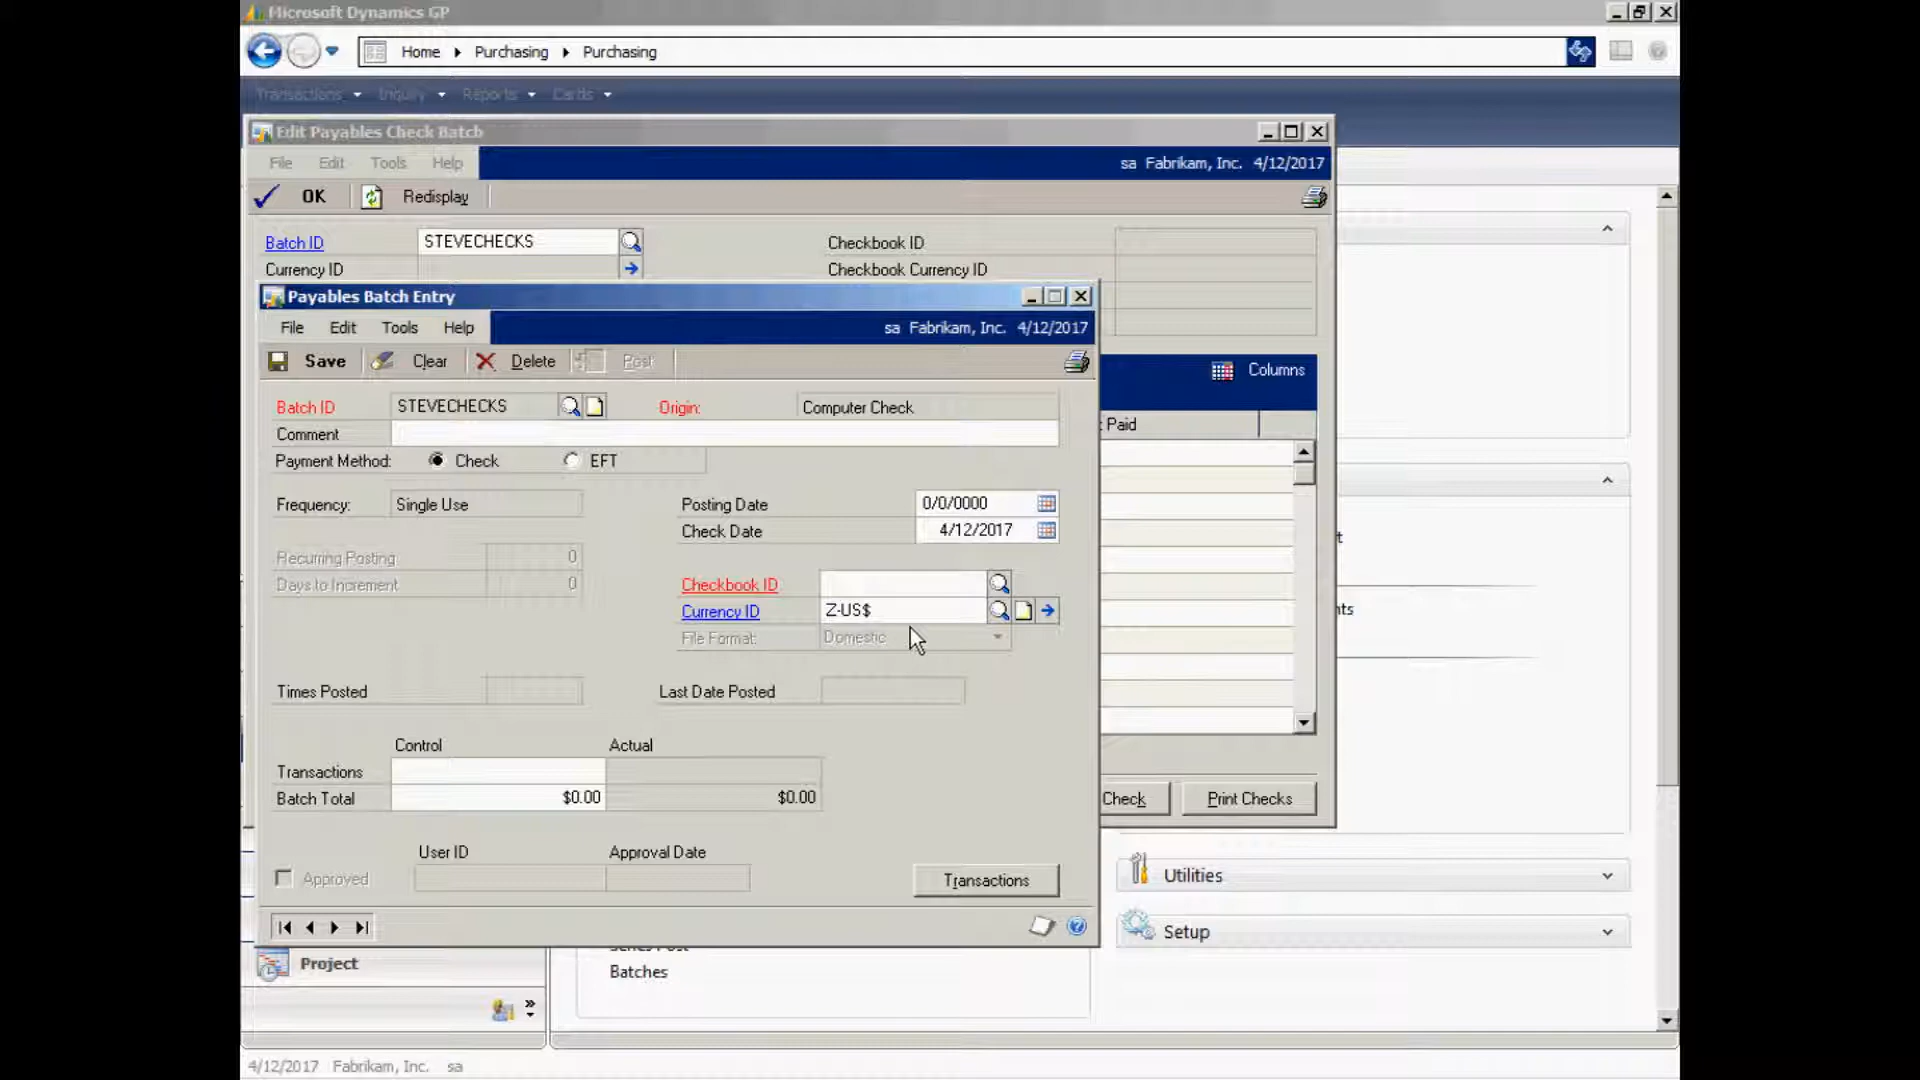 Microsoft Dynamics GP
Home Purchasing Purchasing
Transactions Inquiry Reports Cards
Edit Payables Check Batch
File Edit Tools Help sa Fabrikam, Inc. 4/12/2017
OK Redisplay
Batch ID STEVECHECKS Checkbook ID
Currency ID Checkbook Currency ID
Payables Batch Entry
File Edit Tools Help sa Fabrikam, Inc. 4/12/2017
Save Clear Delete Post
Columns
Batch ID STEVECHECKS Origin: Computer Check
Paid
Comment
Payment Method: Check EFT
Frequency: Single Use Posting Date 0/0/0000
Check Date 4/12/2017
Recurring Posting 0
Days to Increment 0 Checkbook ID
Currency ID Z-US$
File Format: Domestic
Times Posted Last Date Posted
Control Actual
Transactions
Batch Total $0.00 $0.00
Check Print Checks
User ID Approval Date
Approved Transactions
Utilities
Setup
Project
Batches
4/12/2017 Fabrikam, Inc. sa